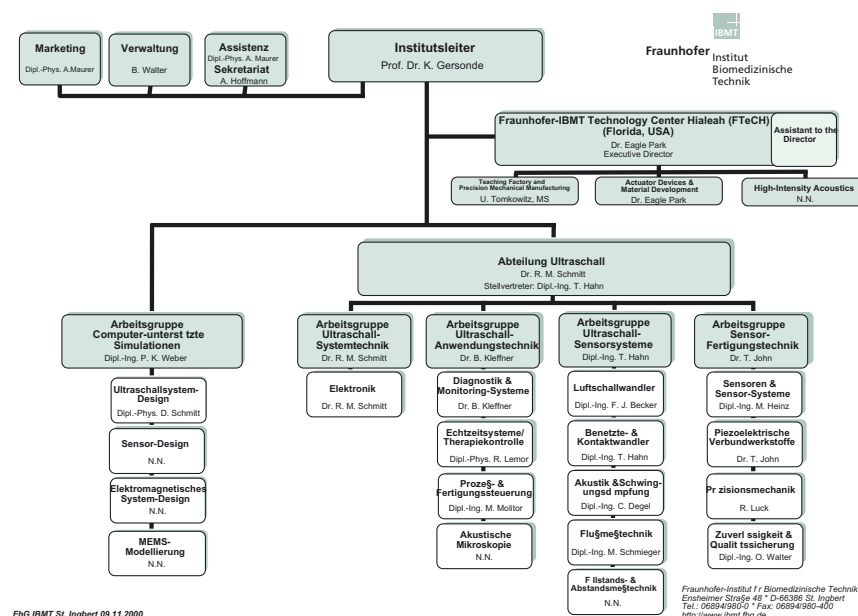 Marketing
Dipl.-Phys. A.Maurer
Verwaltung
B. Walter
Assistenz
Dipl.-Phys. A. Maurer
Sekretariat
A. Hoffmann
Institutsleiter
Prof. Dr. K. Gersonde
IBMT
Fraunhofer
Institut
Biomedizinische
Technik
Fraunhofer-IBMT Technology Center Hialeah (FTeCH)
(Florida, USA)
Dr. Eagle Park
Executive Director
Assistant to the
Director
Teaching Factory and
Precision Mechanical Manufacturing
U. Tomkowitz, MS
Actuator Devices &
Material Development
Dr. Eagle Park
High-Intensity Acoustics
N.N.
Abteilung Ultraschall
Dr. R. M. Schmitt
Stellvertreter: Dipl.-Ing. T. Hahn
Arbeitsgruppe
Computer-unterst tzte
Simulationen
Dipl.-Ing. P. K. Weber
Ultraschallsystem-
Design
Dipl.-Phys. D. Schmitt
Sensor-Design
N.N.
Elektromagnetisches
System-Design
N.N.
MEMS-
Modellierung
N.N.
Arbeitsgruppe
Ultraschall-
Systemtechnik
Dr. R. M. Schmitt
Elektronik
Dr. R. M. Schmitt
Arbeitsgruppe
Ultraschall-
Anwendungstechnik
Dr. B. Kleffner
Diagnostik &
Monitoring-Systeme
Dr. B. Kleffner
Echtzeitsysteme/
Therapiekontrolle
Dipl.-Phys. R. Lemor
Proze§- &
Fertigungssteuerung
Dipl.-Ing. M. Molitor
Akustische
Mikroskopie
N.N.
Arbeitsgruppe
Ultraschall-
Sensorsysteme
Dipl.-Ing. T. Hahn
Luftschallwandler
Dipl.-Ing. F. J. Becker
Benetzte- &
Kontaktwandler
Dipl.-Ing. T. Hahn
Akustik &Schwing-
ungsd mpfung
Dipl.-Ing. C. Degel
Flu§me§technik
Dipl.-Ing. M. Schmieger
F llstands- &
Abstandsme§technik
N.N.
Arbeitsgruppe
Sensor-
Fertigungstechnik
Dr. T. John
Sensoren &
Sensor-Systeme
Dipl.-Ing. M. Heinz
Piezoelektrische
Verbundwerkstoffe
Dr. T. John
Pr zisionsmechanik
R. Luck
Zuverl ssigkeit &
Qualit tssicherung
Dipl.-Ing. O. Walter
FhG IBMT St. Ingbert 09.11.2000
Fraunhofer-Institut f r Biomedizinische Technik
Ensheimer Stra§e 48 * D-66386 St. Ingbert
Tel.: 06894/980-0 * Fax: 06894/980-400
http://www.ibmt.fhg.de